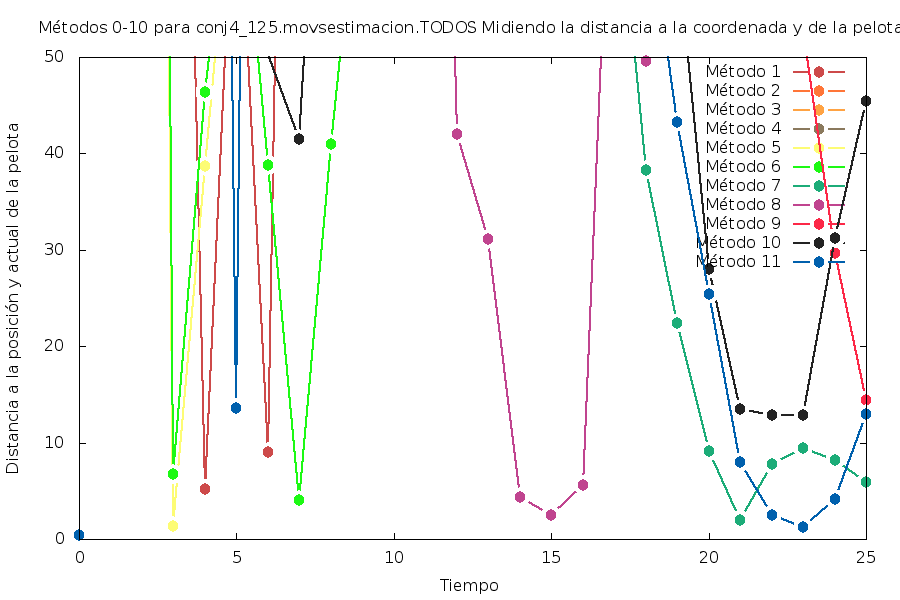 Métodos 0-10 para conj4_125.movsestimacion.TODOS Midiendo la distancia a la coordenada y de la pelota
50
40
30
20
10
0
Distancia a la posición y actual de la pelota
Método 1
Método 2
Método 3
Método 4
Método 5
Método 6
Método 7
Método 8
Método 9
Método 10
Método 11
0 5 10 15 20 25
Tiempo